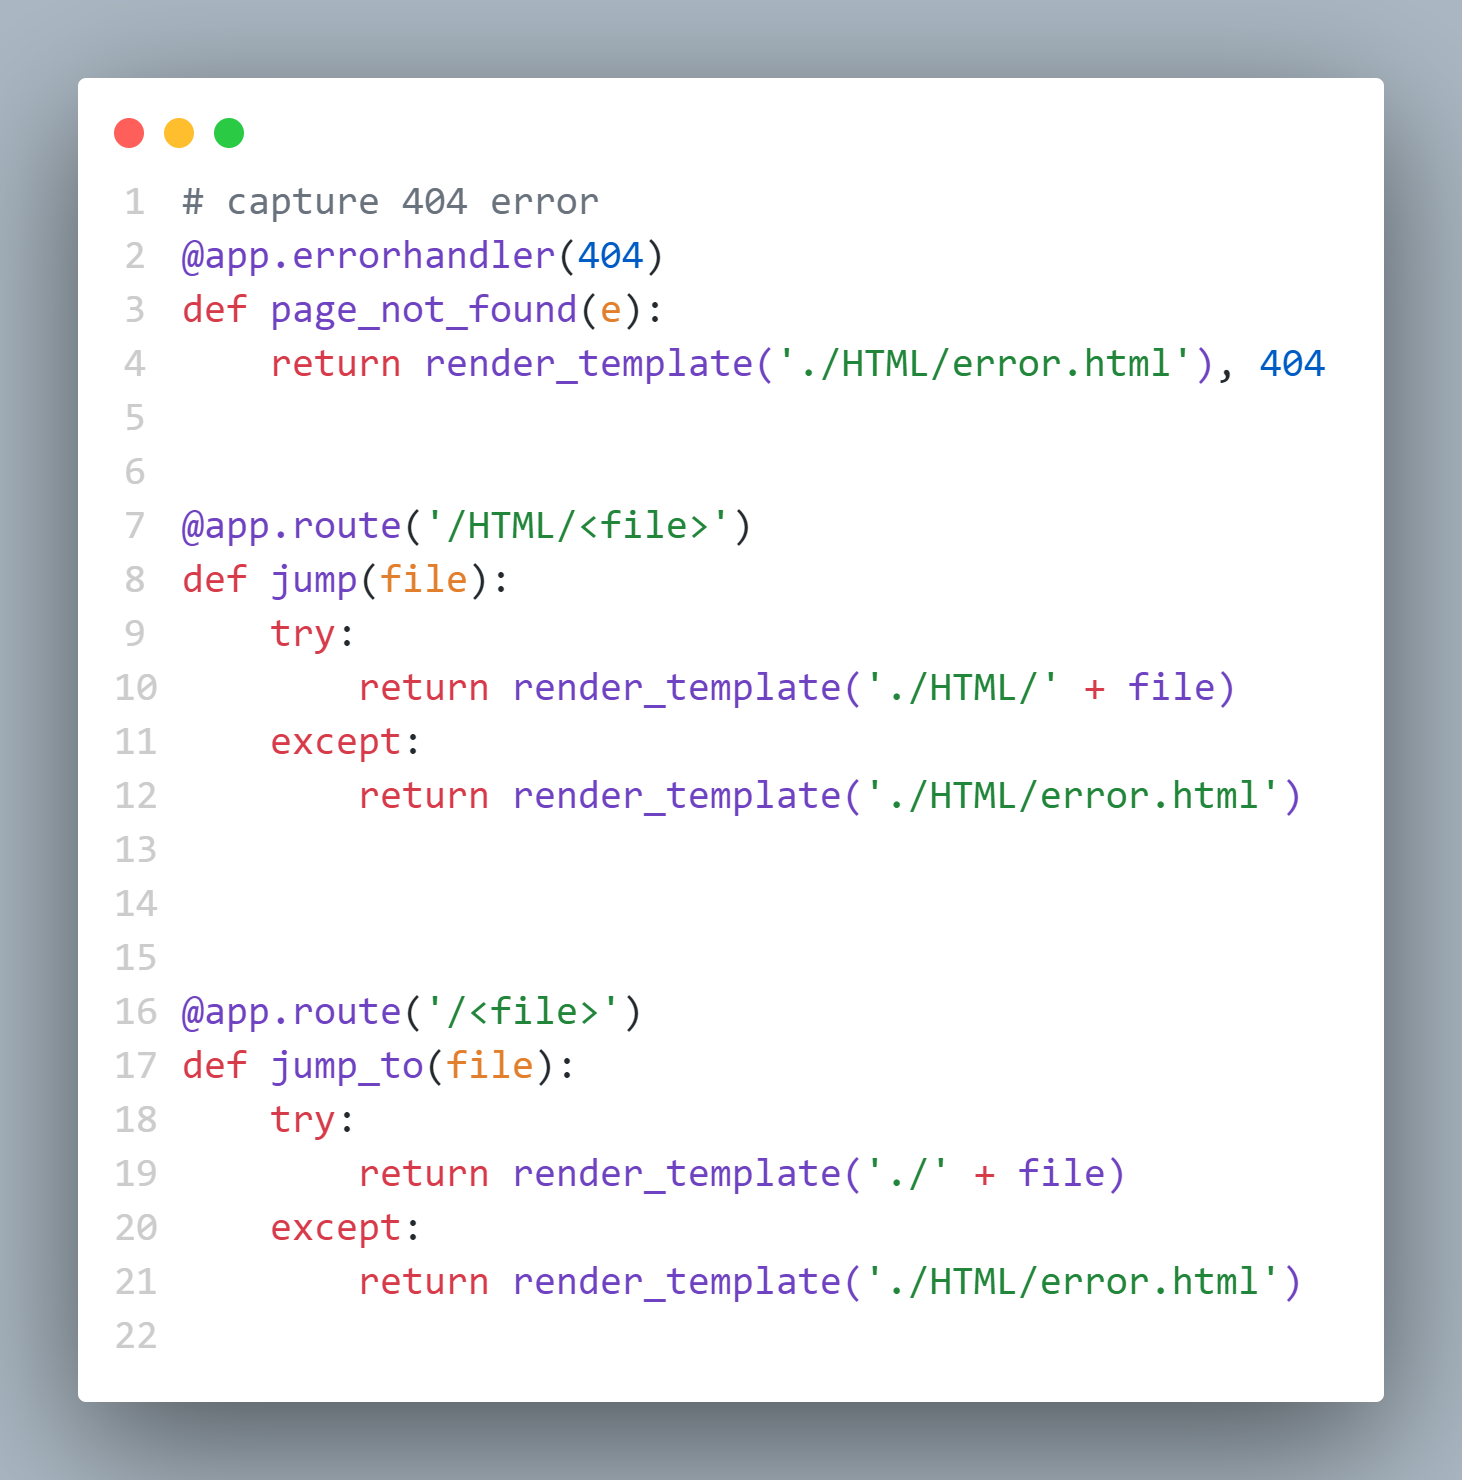 1 # capture 404 error
2 @app.errorhandler(404)
3 def page_not_found(e):
4     return render_template('./HTML/error.html'), 404
5
6
7 @app.route('/HTML/<file>')
8 def jump(file):
9     try:
10         return render_template('./HTML/' + file)
11     except:
12         return render_template('./HTML/error.html')
13
14
15
16 @app.route('/<file>')
17 def jump_to(file):
18     try:
19         return render_template('./' + file)
20     except:
21         return render_template('./HTML/error.html')
22